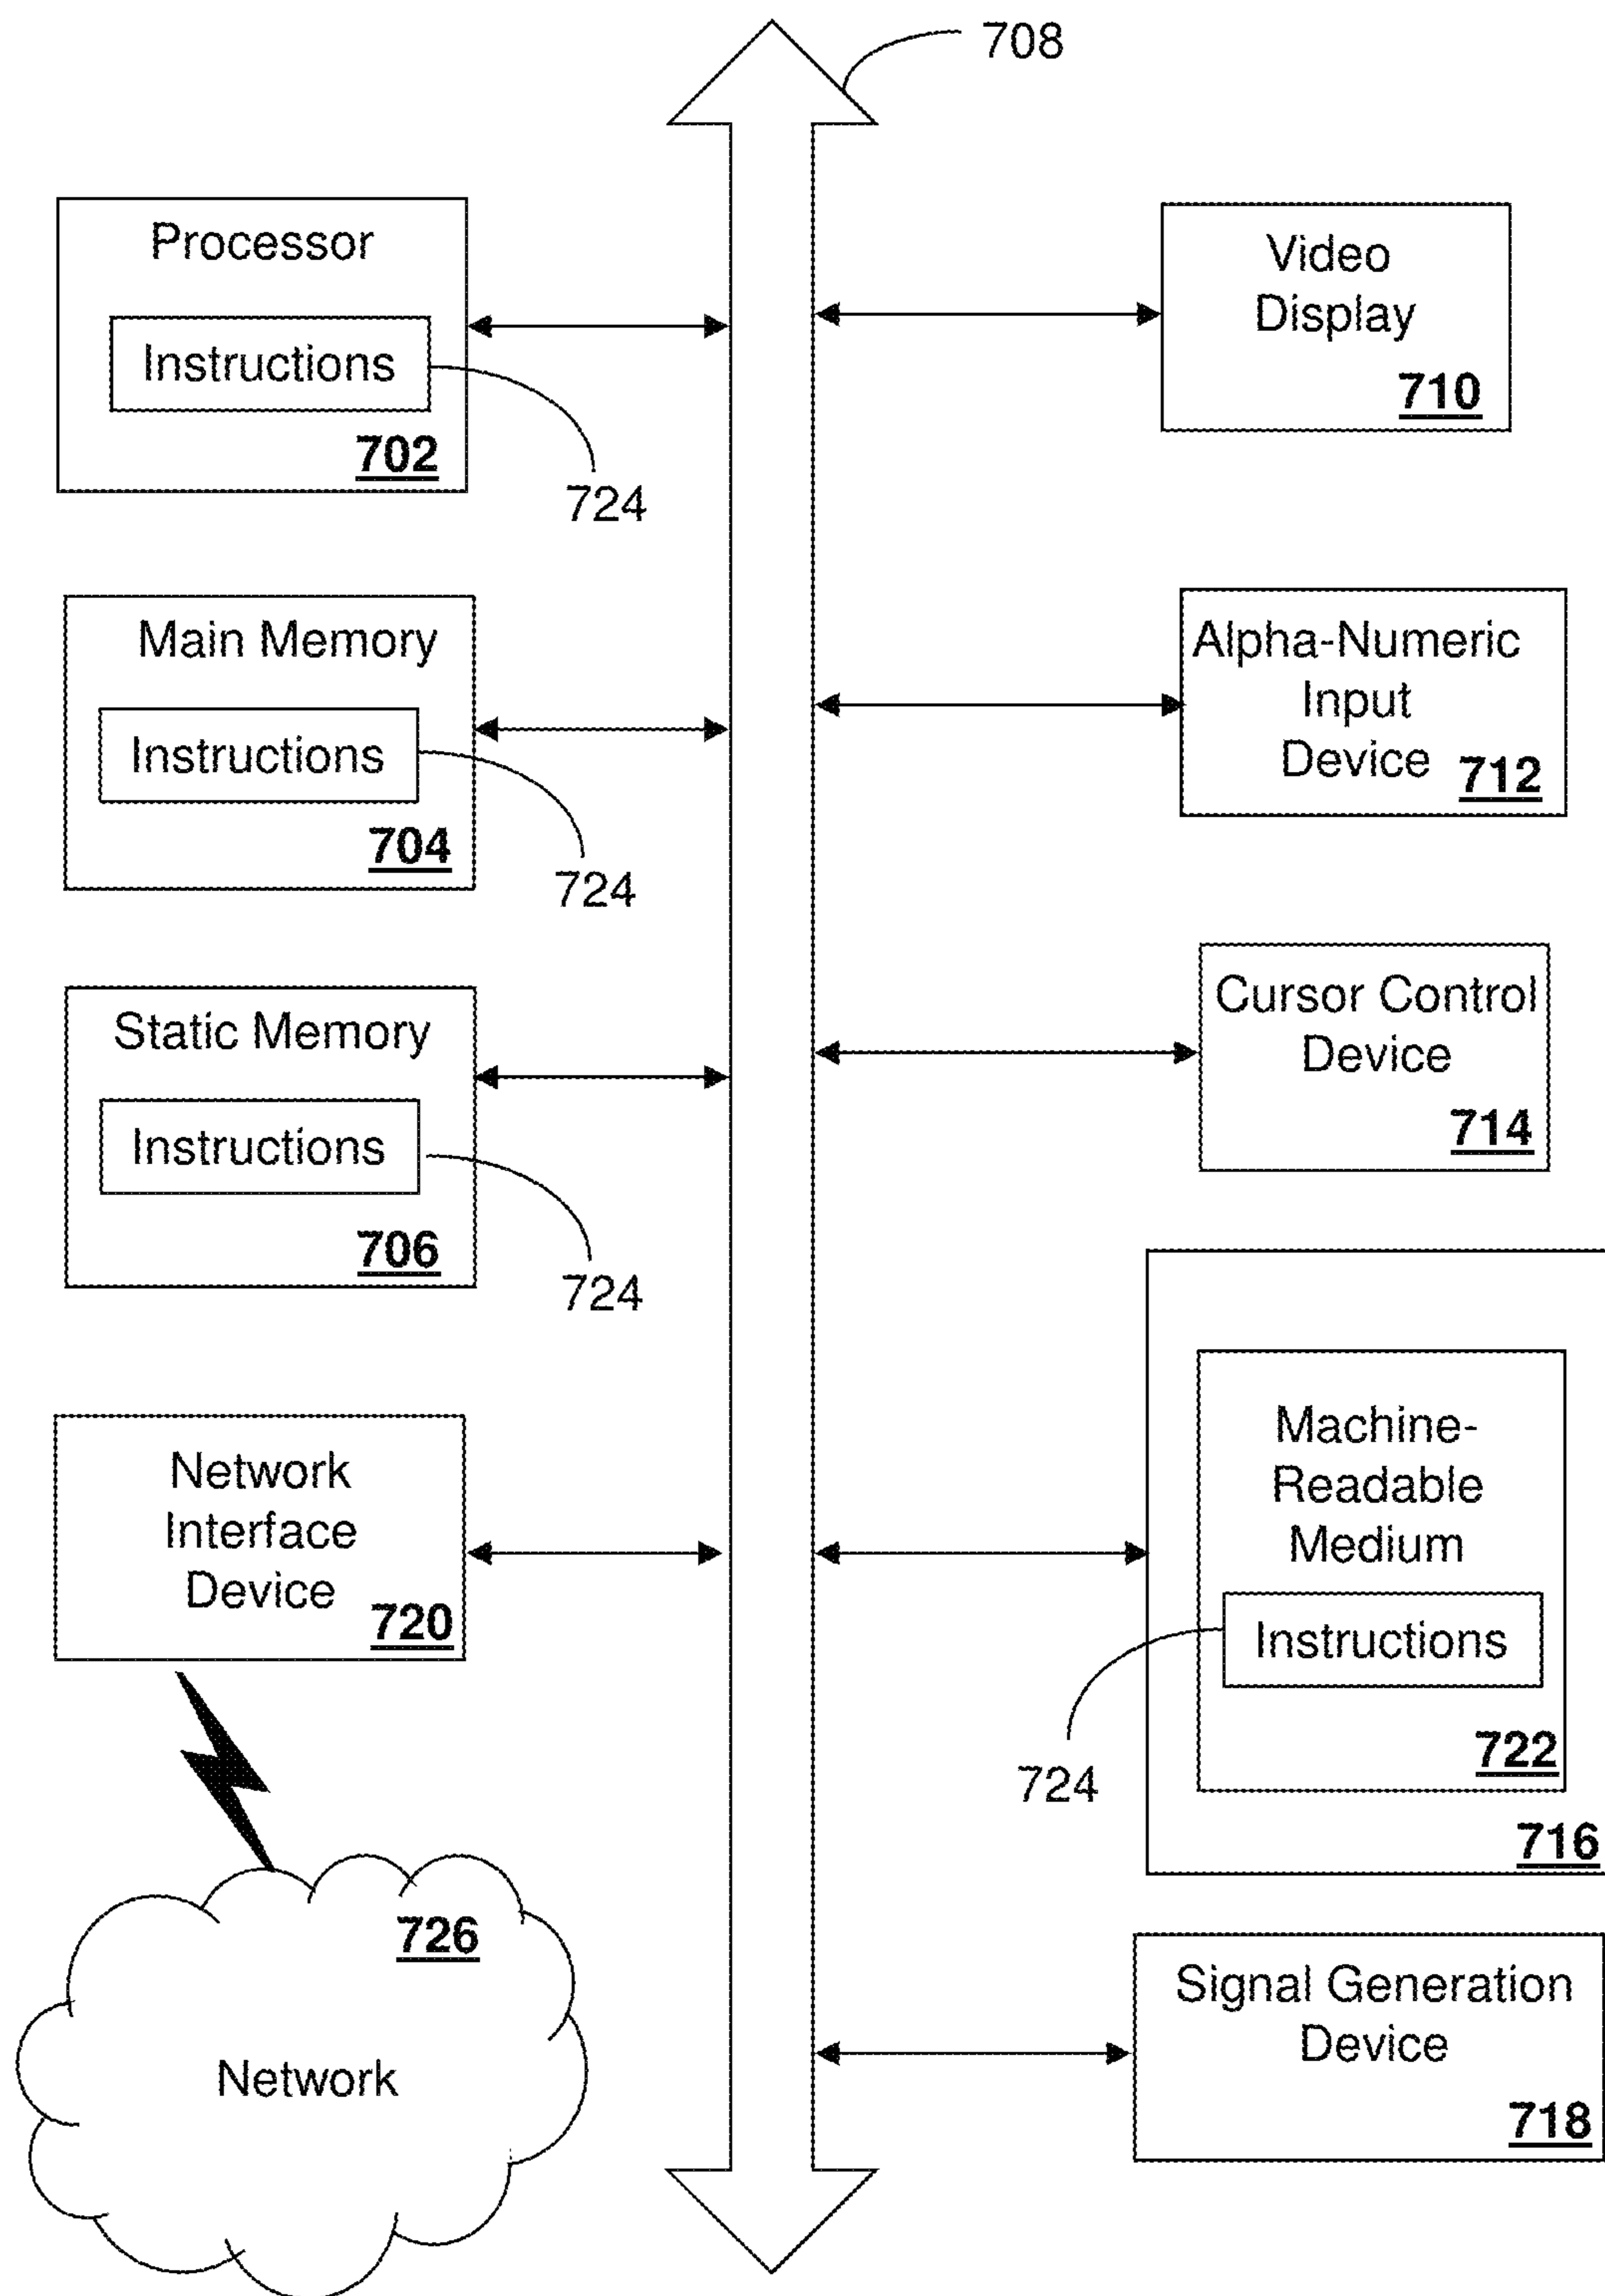 708
Processor
Instructions
702
724
Main Memory
Instructions
704
724
Static Memory
Instructions
706
724
Network
Interface
Device
720
726
Network
Video
Display
710
Alpha-Numeric
Input
Device
712
Cursor Control
Device
714
Machine-
Readable
Medium
Instructions
722
724
716
Signal Generation
Device
718